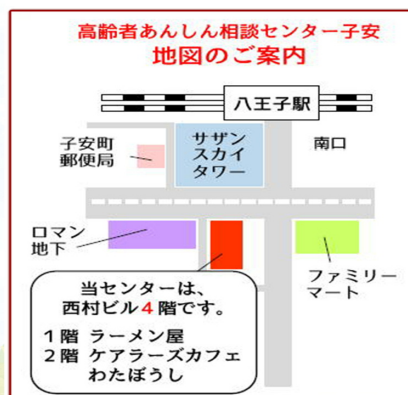 高齢者あんしん相談センター子安
地図のご案内
八王子駅
子安町
郵便局
サザン
スカイ
タワー
南口
ロマン
地下
ファミリー
マート
当センターは、
西村ビル4階です。
1階 ラーメン屋
2階 ケアラーズカフェ
わたぼうし